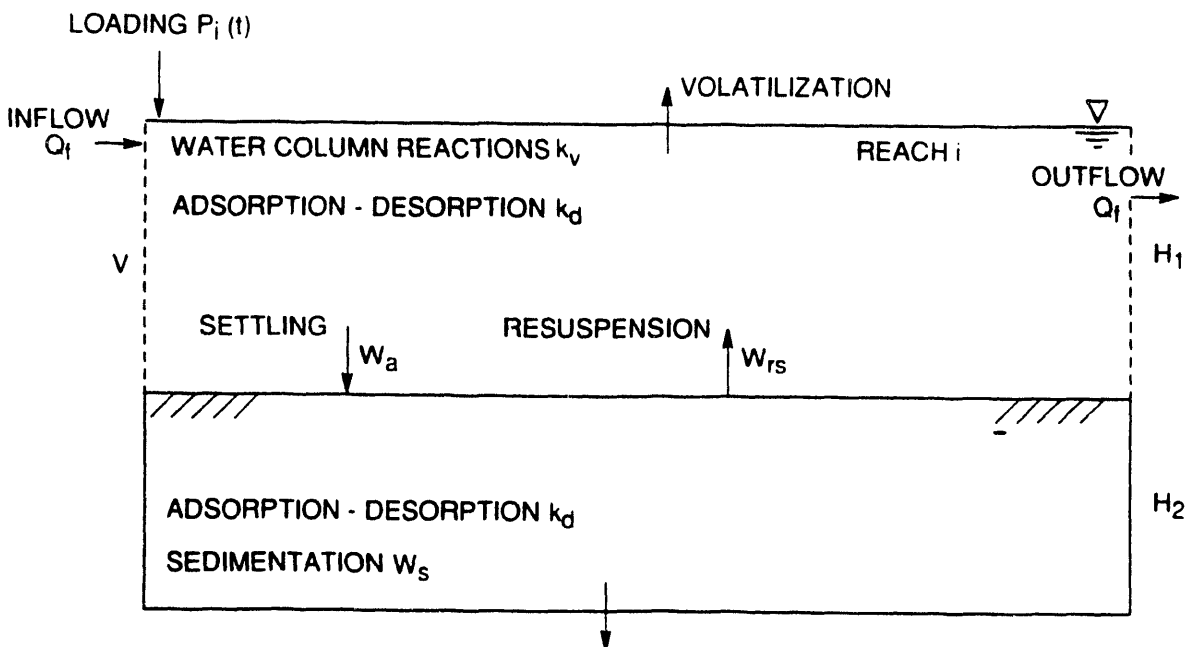 LOADING Pi (t)
VOLATILIZATION
INFLOW
Qf
WATER COLUMN REACTIONS kv
REACH i
OUTFLOW
Qf
ADSORPTION - DESORPTION kd
V
H1
SETTLING
Wa
RESUSPENSION
Wrs
ADSORPTION - DESORPTION kd
H2
SEDIMENTATION Ws